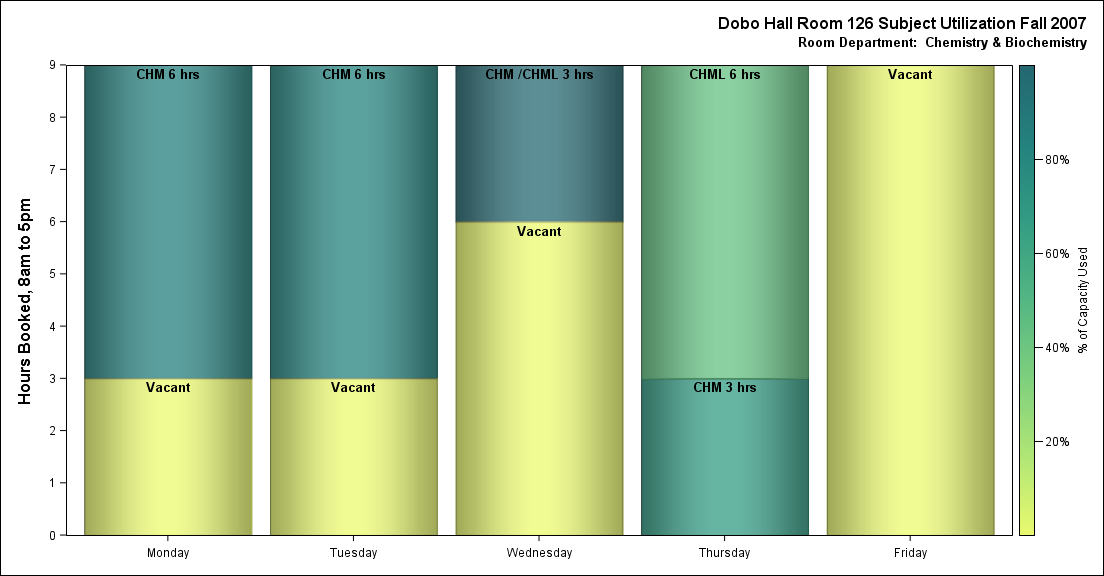 Dobo Hall Room 126 Subject Utilization Fall 2007
Room Department: Chemistry & Biochemistry
Hours Booked, 8am to 5pm
9
8
7
6
5
4
3
2
1
0
CHM 6 hrs
Vacant
CHM 6 hrs
Vacant
CHM /CHML 3 hrs
Vacant
CHML 6 hrs
CHM 3 hrs
Vacant
Monday
Tuesday
Wednesday
Thursday
Friday
80%
60%
40%
20%
% of Capacity Used